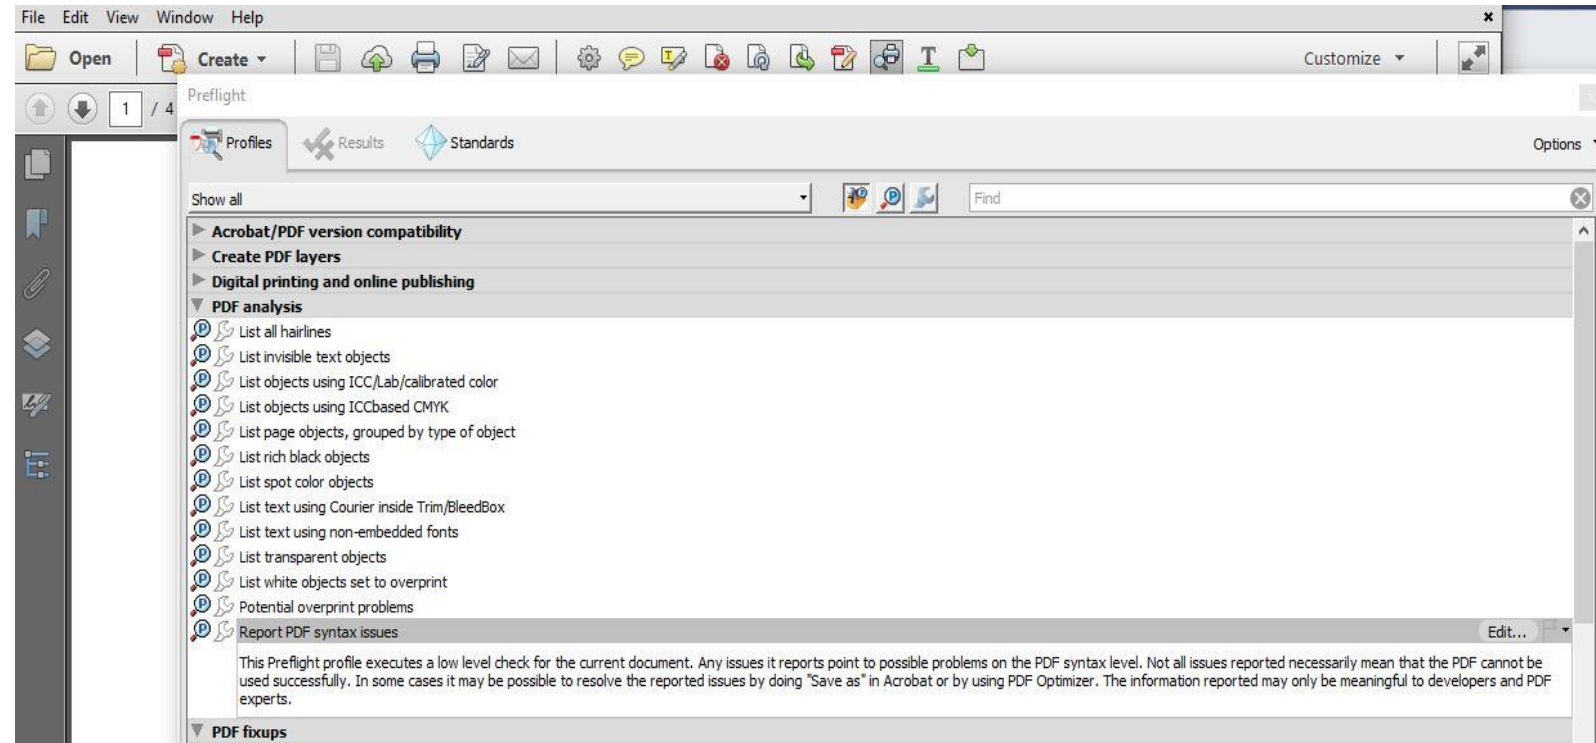 File Edit View Window Help
Open Create Customize
1 / 4
Preflight
Profiles Results Standards Options
Show all Find
Acrobat/PDF version compatibility
Create PDF layers
Digital printing and online publishing
PDF analysis
List all hairlines
List invisible text objects
List objects using ICC/Lab/calibrated color
List objects using ICCbased CMYK
List page objects, grouped by type of object
List rich black objects
List spot color objects
List text using Courier inside Trim/BleedBox
List text using non-embedded fonts
List transparent objects
List white objects set to overprint
Potential overprint problems
Report PDF syntax issues Edit...
This Preflight profile executes a low level check for the current document. Any issues it reports point to possible problems on the PDF syntax level. Not all issues reported necessarily mean that the PDF cannot be
used successfully. In some cases it may be possible to resolve the reported issues by doing "Save as" in Acrobat or by using PDF Optimizer. The information reported may only be meaningful to developers and PDF
experts.
PDF fixups